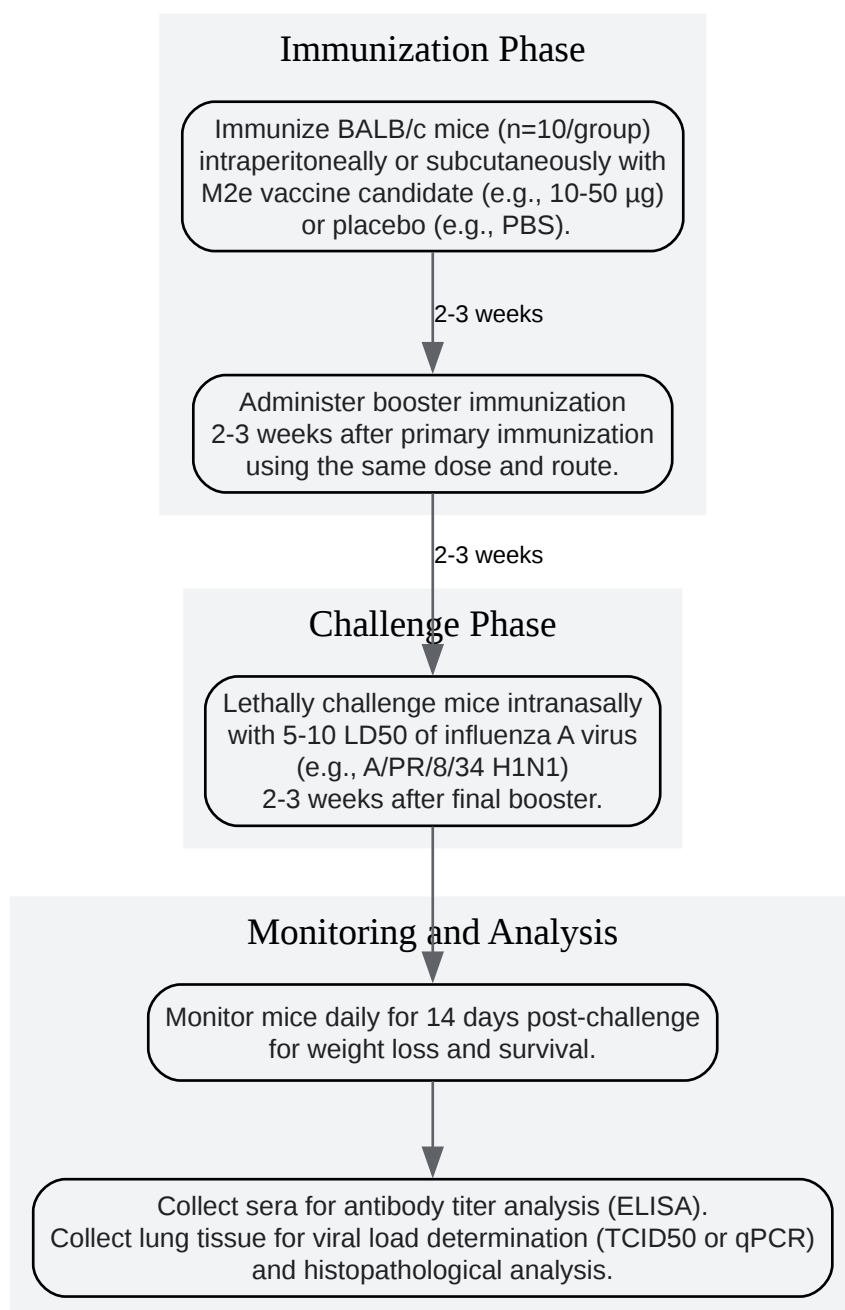 Immunization Phase
Immunize BALB/c mice (n=10/group)
intraperitoneally or subcutaneously with
M2e vaccine candidate (e.g., 10-50 µg)
or placebo (e.g., PBS).
2-3 weeks
Administer booster immunization
2-3 weeks after primary immunization
using the same dose and route.
2-3 weeks
Challenge Phase
Lethally challenge mice intranasally
with 5-10 LD50 of influenza A virus
(e.g., A/PR/8/34 H1N1)
2-3 weeks after final booster.
Monitoring and Analysis
Monitor mice daily for 14 days post-challenge
for weight loss and survival.
Collect sera for antibody titer analysis (ELISA).
Collect lung tissue for viral load determination (TCID50 or qPCR)
and histopathological analysis.